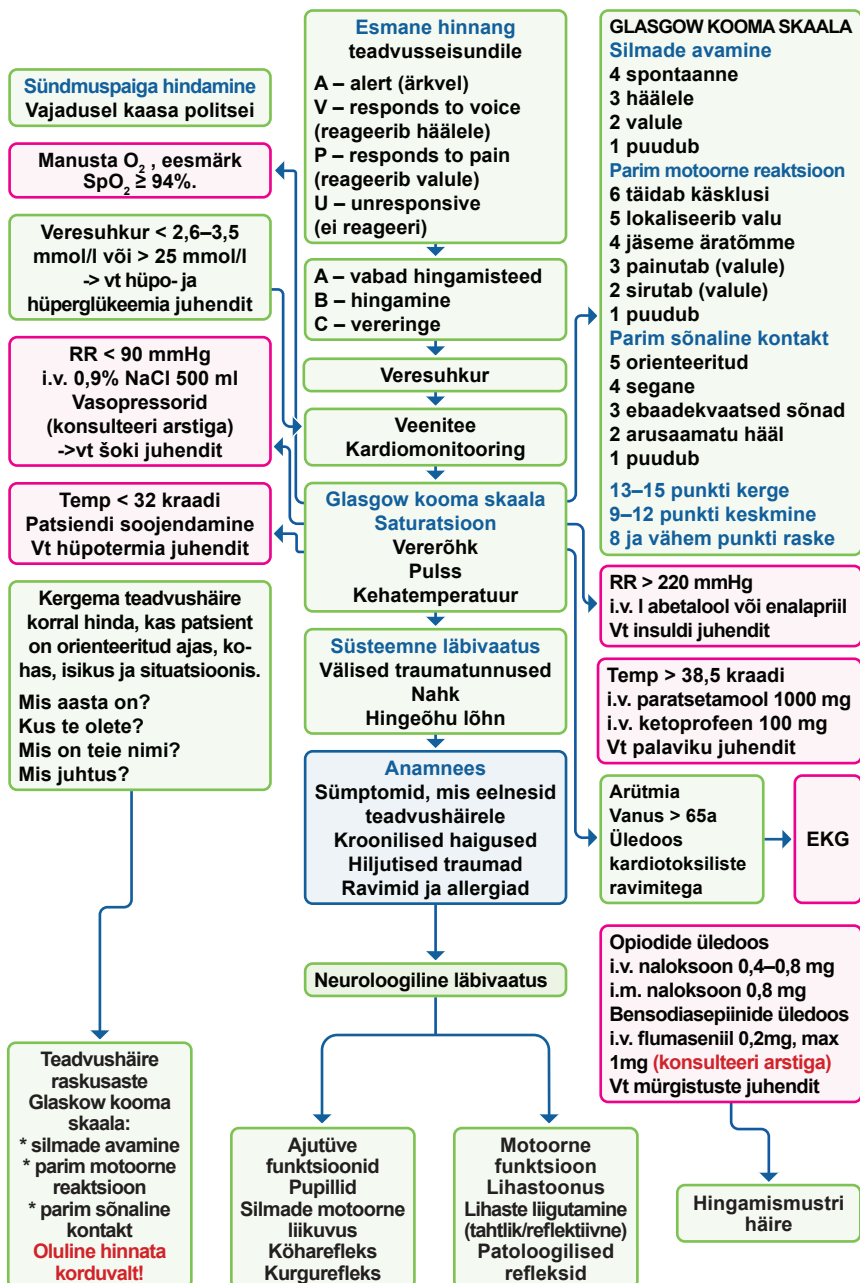 Sündmuspaiga hindamine
Vajadusel kaasa politsei
Manusta O₂ , eesmärk
SpO₂ ≥ 94%.
Veresuhkur < 2,6–3,5
mmol/l või > 25 mmol/l
-> vt hüpo- ja
hüperglükeemia juhendit
RR < 90 mmHg
i.v. 0,9% NaCl 500 ml
Vasopressorid
(konsulteeri arstiga)
->vt šoki juhendit
Temp < 32 kraadi
Patsiendi soojendamine
Vt hüpotermia juhendit
Kergema teadvushäire
korral hinda, kas patsient
on orienteeritud ajas, ko-
has, isikus ja situatsioonis.
Mis aasta on?
Kus te olete?
Mis on teie nimi?
Mis juhtus?
Teadvushäire
raskusaste
Glaskow kooma
skaala:
* silmade avamine
* parim motoorne
reaktsioon
* parim sõnaline
kontakt
Oluline hinnata
korduvalt!
Esmane hinnang
teadvusseisundile
A – alert (ärkvel)
V – responds to voice
(reageerib häälele)
P – responds to pain
(reageerib valule)
U – unresponsive
(ei reageeri)
A – vabad hingamisteed
B – hingamine
C – vereringe
Veresuhkur
Veenitee
Kardiomonitooring
Glasgow kooma skaala
Saturatsioon
Vererõhk
Pulss
Kehatemperatuur
Süsteemne läbivaatus
Välised traumatunnused
Nahk
Hingeõhu lõhn
Anamnees
Sümptomid, mis eelnesid
teadvushäirele
Kroonilised haigused
Hiljutised traumad
Ravimid ja allergiad
Neuroloogiline läbivaatus
Ajutüve
funktsioonid
Pupillid
Silmade motoorne
liikuvus
Köharefleks
Kurgurefleks
Motoorne
funktsioon
Lihastoonus
Lihaste liigutamine
(tahtlik/reflektiivne)
Patoloogilised
refleksid
GLASGOW KOOMA SKAALA
Silmade avamine
4 spontaanne
3 häälele
2 valule
1 puudub
Parim motoorne reaktsioon
6 täidab käsklusi
5 lokaliseerib valu
4 jäseme äratõmme
3 painutab (valule)
2 sirutab (valule)
1 puudub
Parim sõnaline kontakt
5 orienteeritud
4 segane
3 ebaadekvaatsed sõnad
2 arusaamatu hääl
1 puudub
13–15 punkti kerge
9–12 punkti keskmine
8 ja vähem punkti raske
RR > 220 mmHg
i.v. l abetalool või enalapriil
Vt insuldi juhendit
Temp > 38,5 kraadi
i.v. paratsetamool 1000 mg
i.v. ketoprofeen 100 mg
Vt palaviku juhendit
Arütmia
Vanus > 65a
Üledoos
kardiotoksiliste
ravimitega
EKG
Opiodide üledoos
i.v. naloksoon 0,4–0,8 mg
i.m. naloksoon 0,8 mg
Bensodiasepiinide üledoos
i.v. flumaseniil 0,2mg, max
1mg (konsulteeri arstiga)
Vt mürgistuste juhendit
Hingamismustri
häire